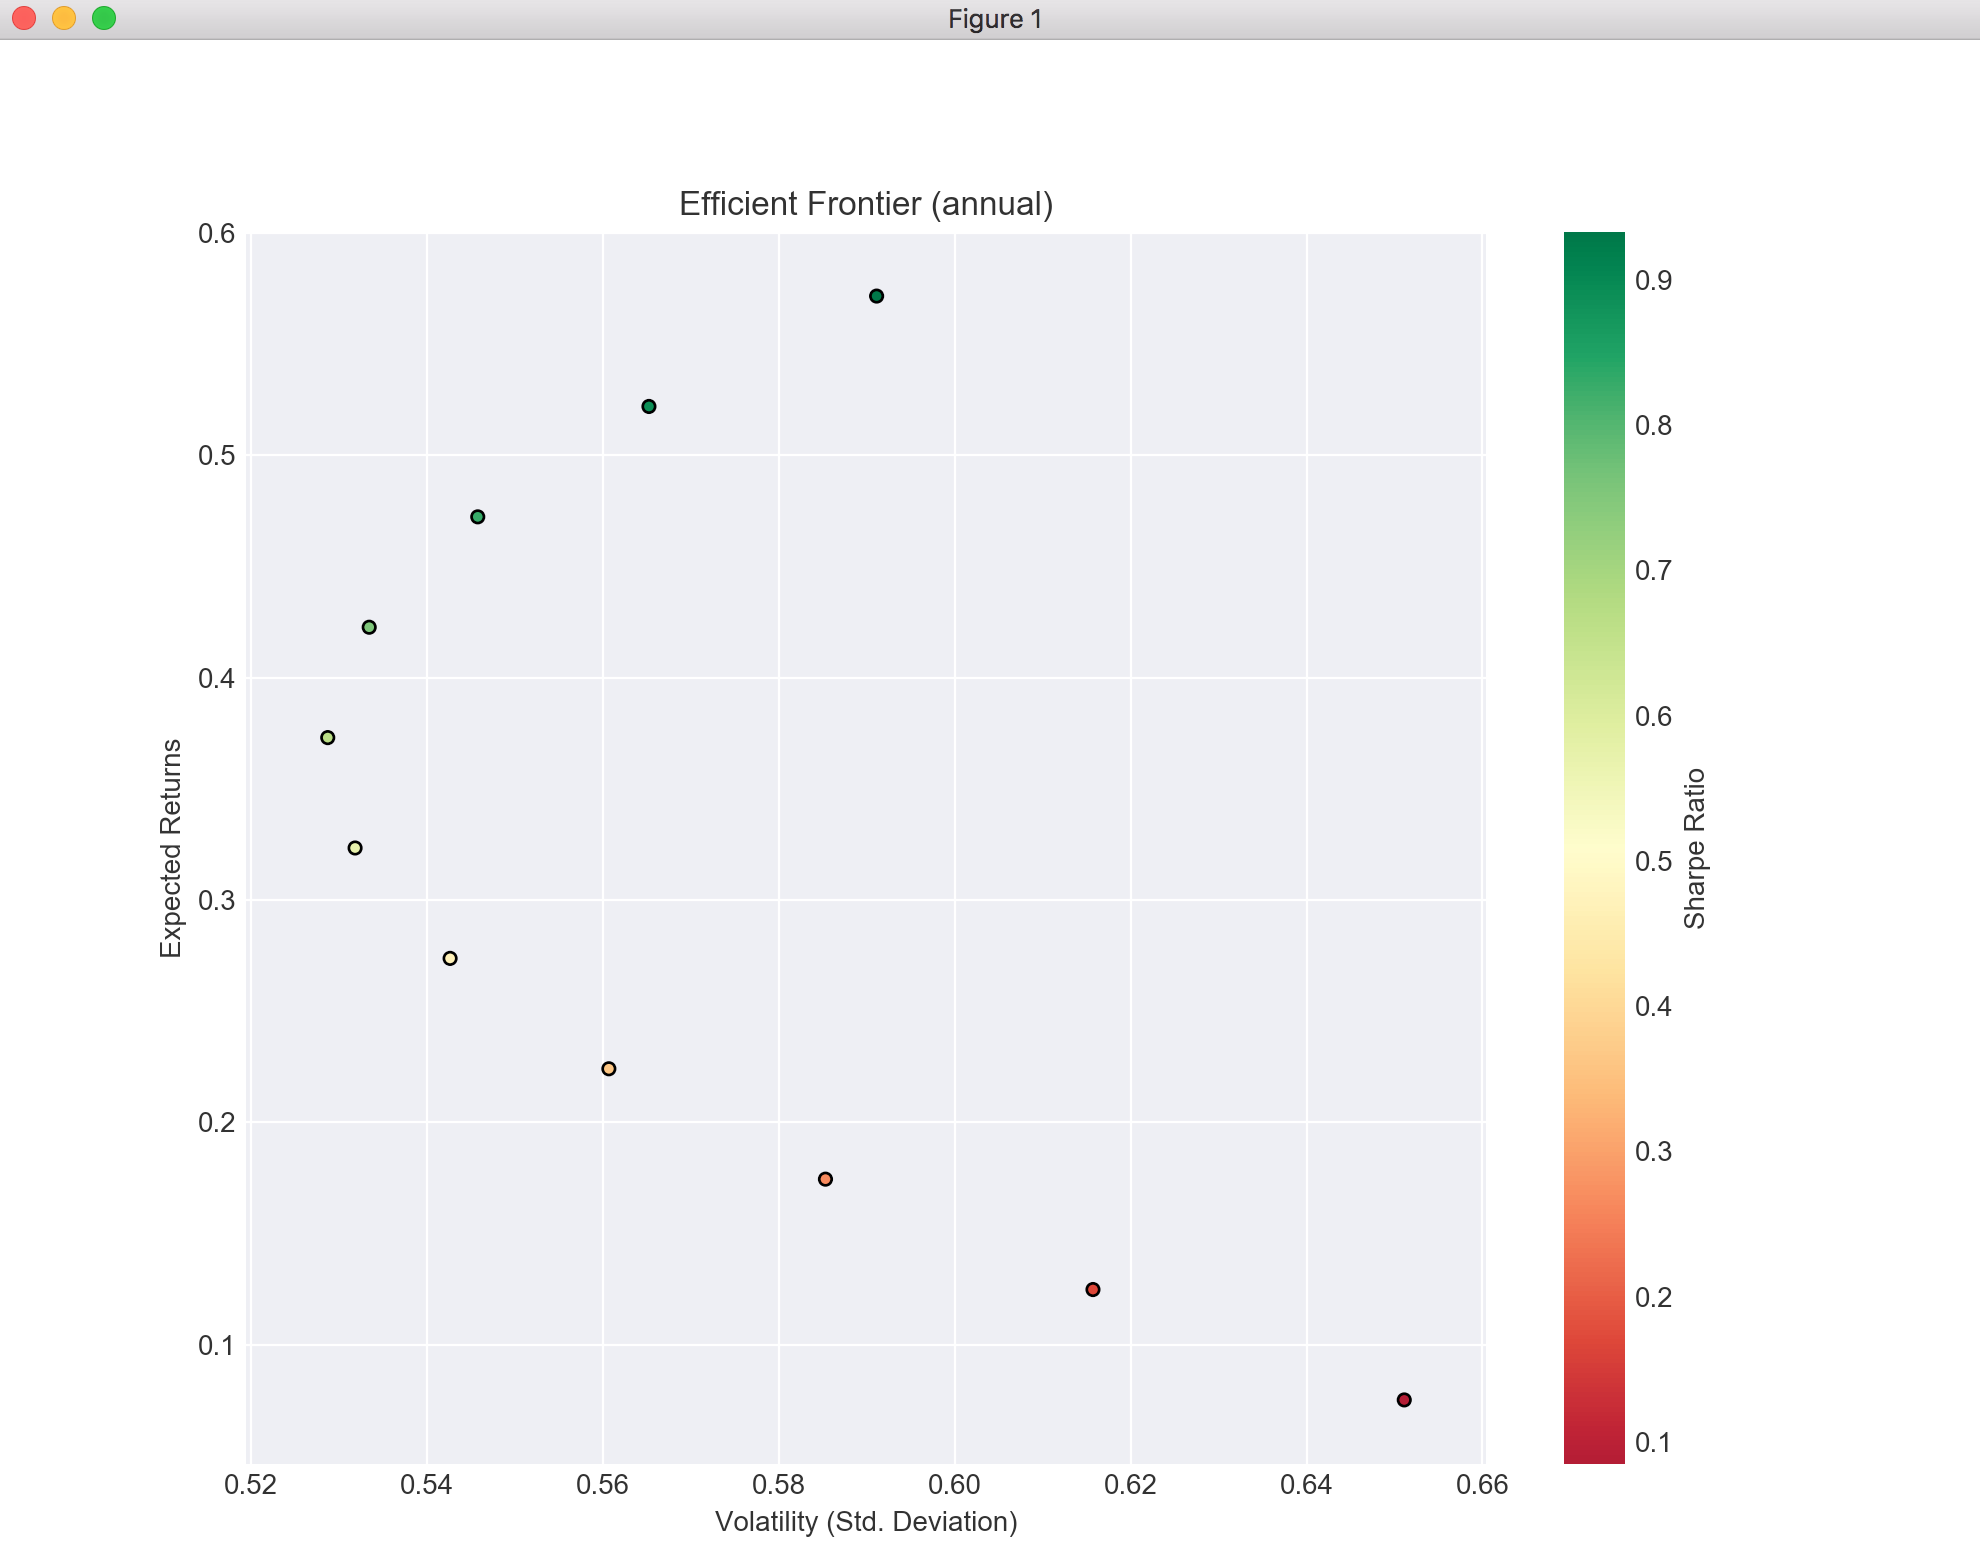 Figure 1
Efficient Frontier (annual)
0.6
0.5
0.4
0.3
0.2
0.1
Expected Returns
0.52 0.54 0.56 0.58 0.60 0.62 0.64 0.66
Volatility (Std. Deviation)
0.9
0.8
0.7
0.6
0.5
0.4
0.3
0.2
0.1
Sharpe Ratio